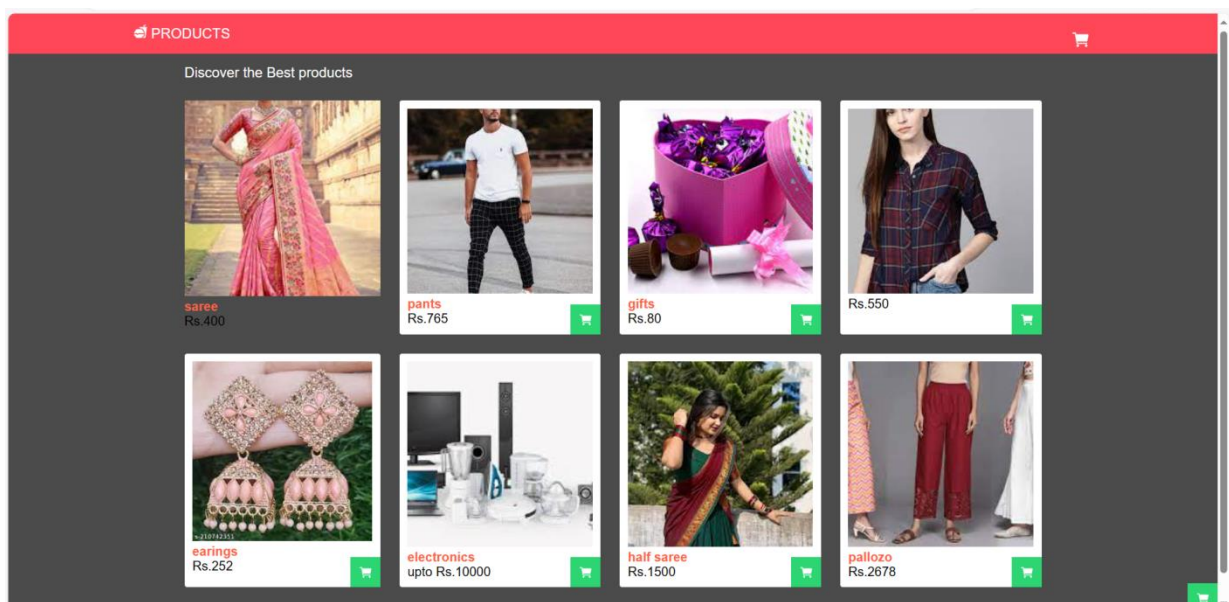 PRODUCTS
Discover the Best products
saree
Rs.400
pants
Rs.765
gifts
Rs.80
Rs.550
earings
Rs.252
electronics
upto Rs.10000
half saree
Rs.1500
pallozo
Rs.2678